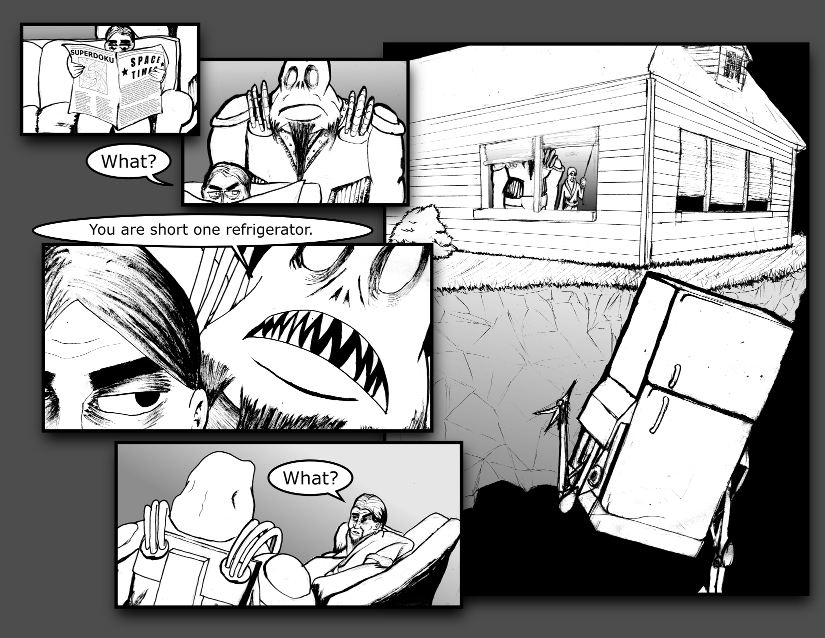 SUPERDOKU
SPACE
TIMES
What?
You are short one refrigerator.
What?